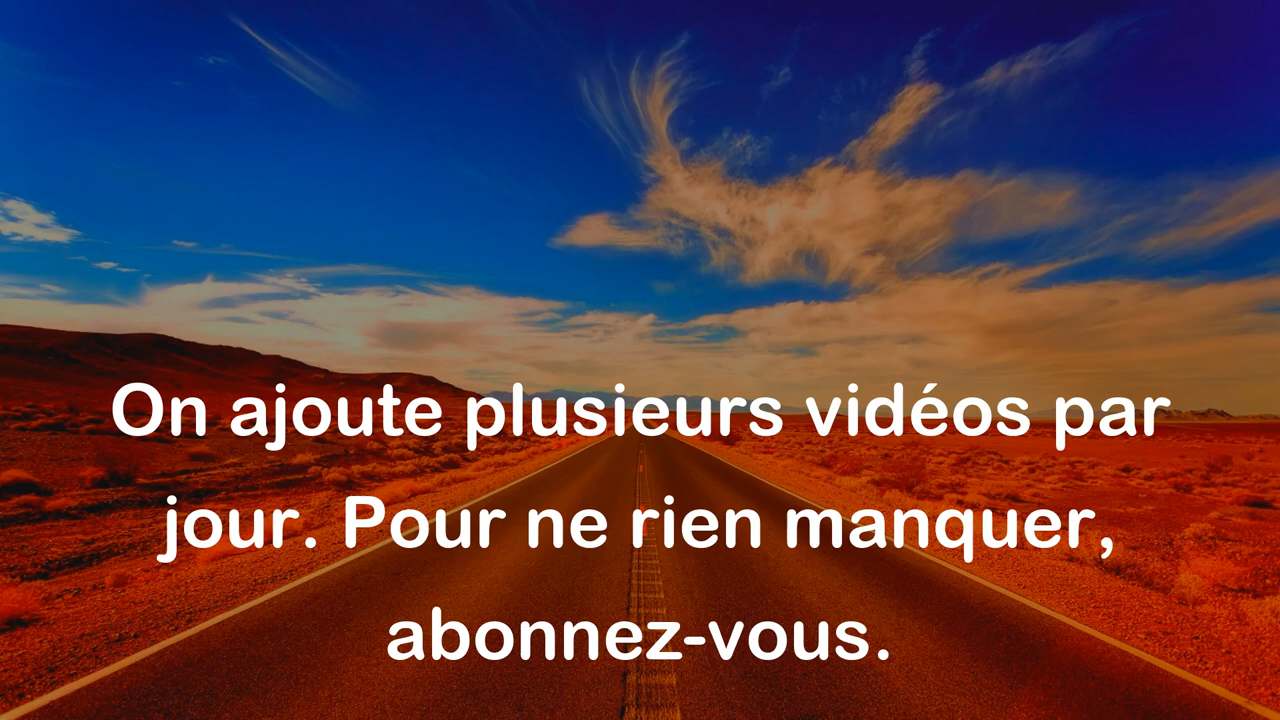 On ajoute plusieurs vidéos par
jour. Pour ne rien manquer,
abonnez-vous.